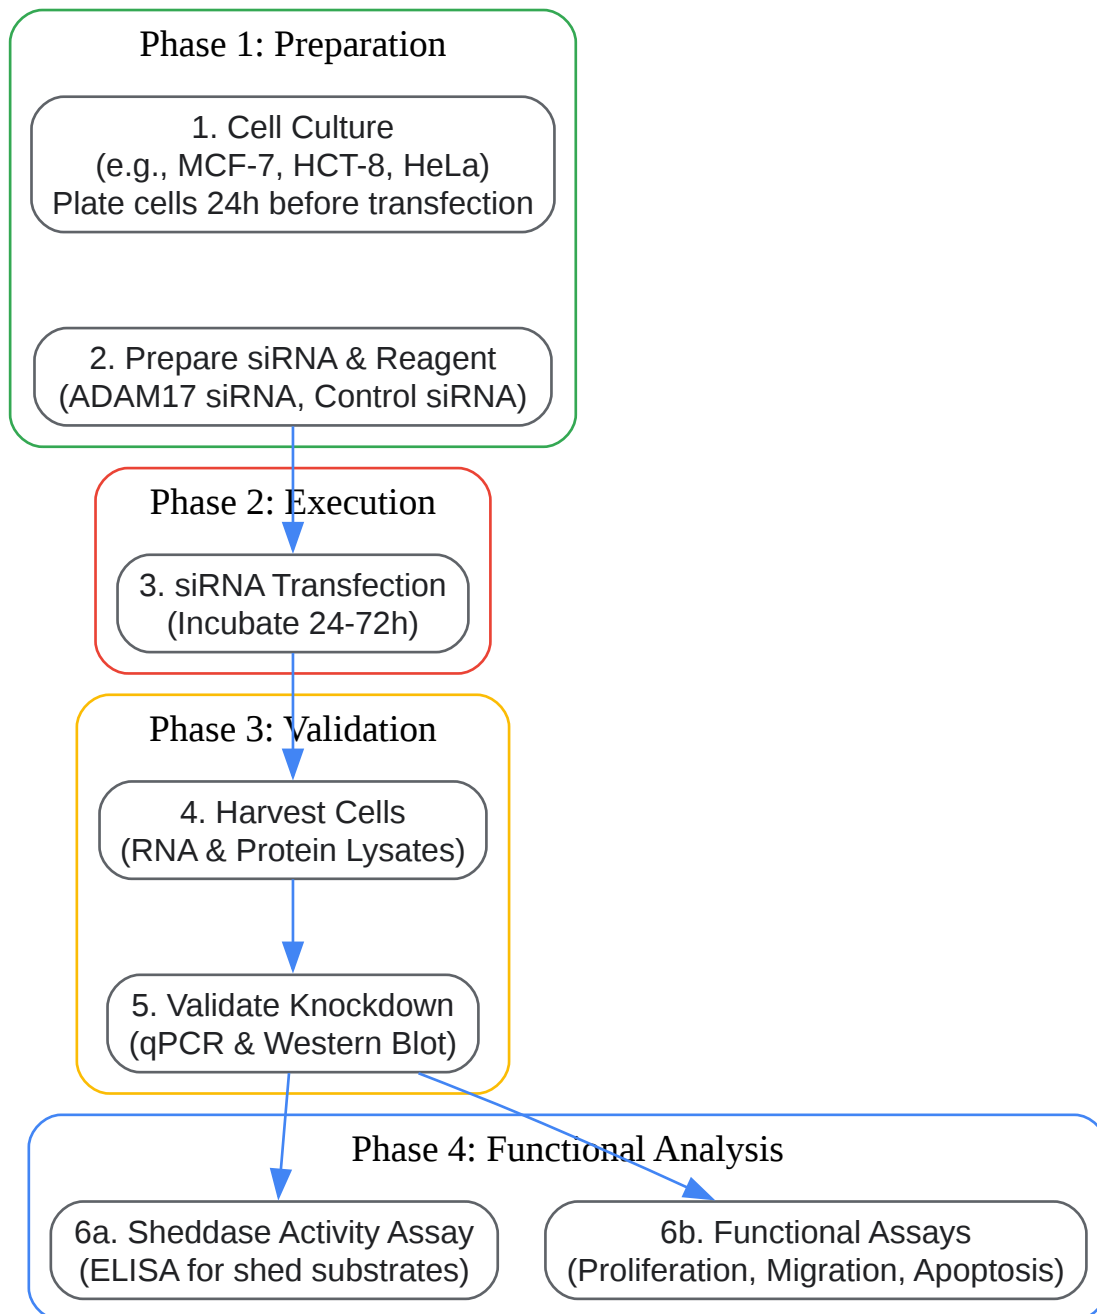 Phase 1: Preparation
1. Cell Culture
(e.g., MCF-7, HCT-8, HeLa)
Plate cells 24h before transfection
2. Prepare siRNA & Reagent
(ADAM17 siRNA, Control siRNA)
Phase 2: Execution
3. siRNA Transfection
(Incubate 24-72h)
Phase 3: Validation
4. Harvest Cells
(RNA & Protein Lysates)
5. Validate Knockdown
(qPCR & Western Blot)
Phase 4: Functional Analysis
6a. Sheddase Activity Assay
(ELISA for shed substrates)
6b. Functional Assays
(Proliferation, Migration, Apoptosis)